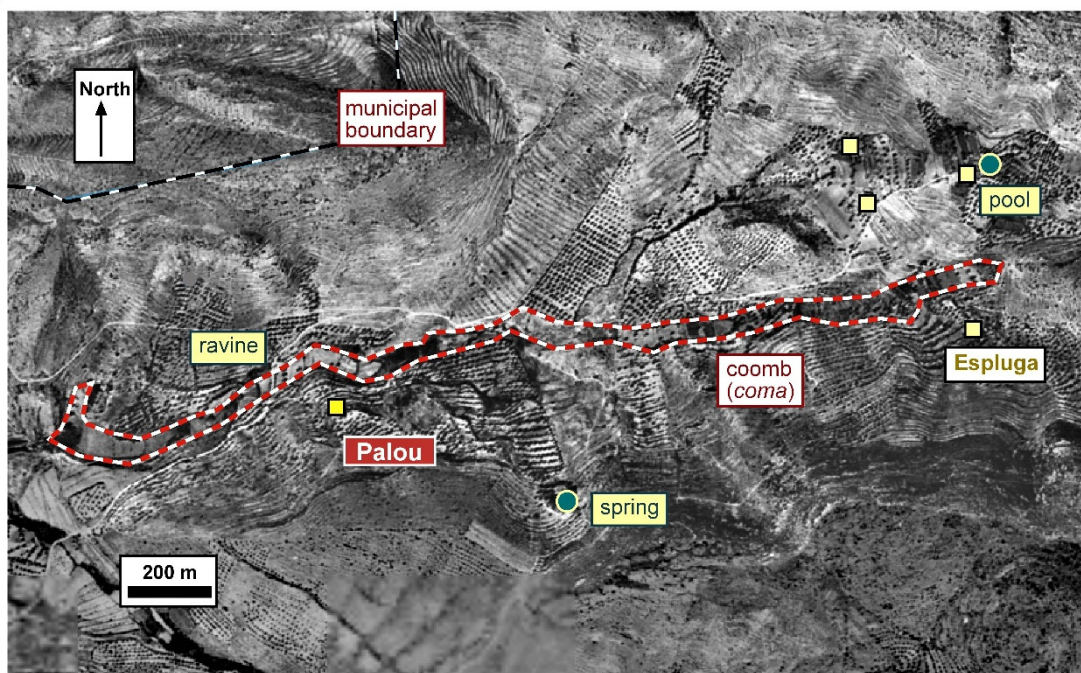 North
municipal
boundary
pool
ravine
coomb
(coma)
Espluga
Palou
spring
200 m